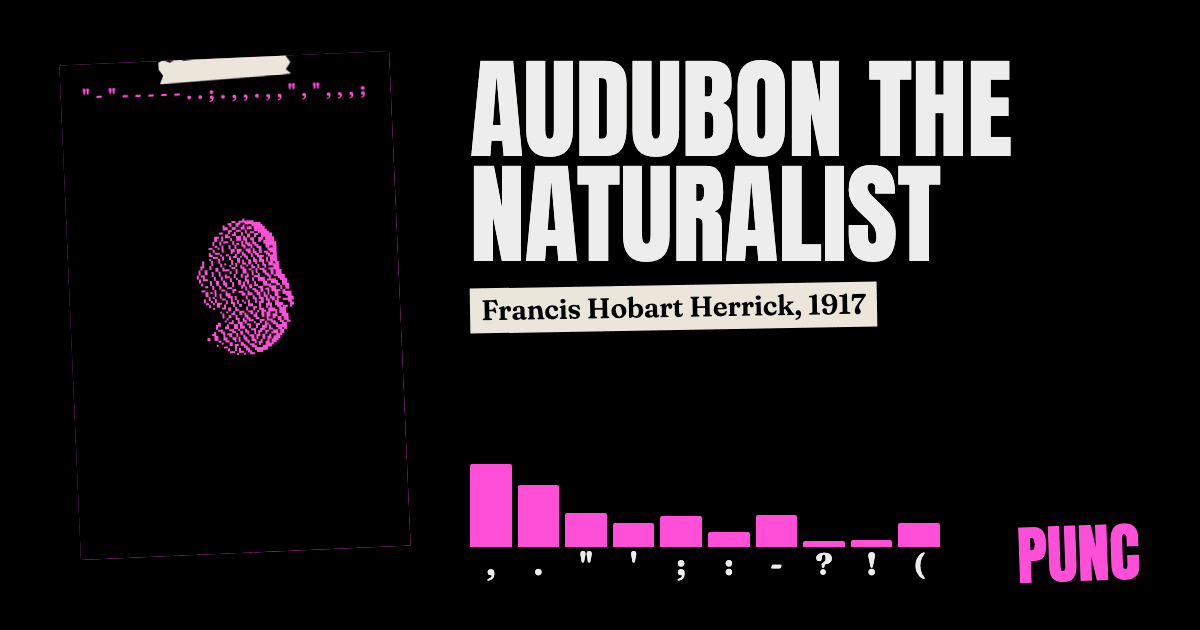 "-"-----..;.,,.,,",",,,;
AUDUBON THE
NATURALIST
Francis Hobart Herrick, 1917
, . " ' ; : - ? ! (
PUNC